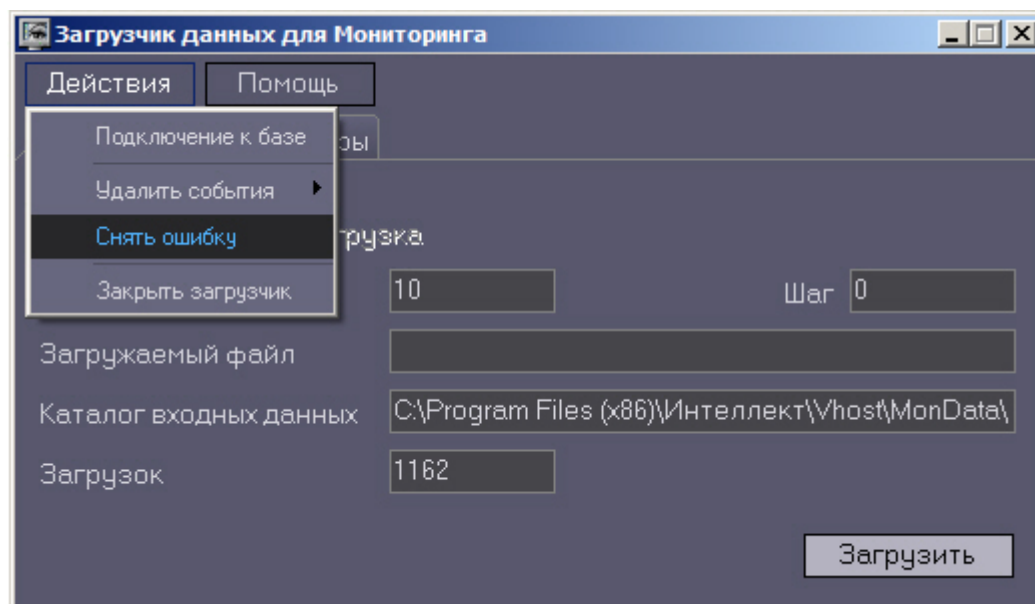 Загрузчик данных для Мониторинга
Действия Помощь
Подключение к базе
ры
Удалить события
Снять ошибку
грузка
Закрыть загрузчик
10 Шаг 0
Загружаемый файл
Каталог входных данных C:\Program Files (x86)\Интеллект\Vhost\MonData\
Загрузок 1162
Загрузить